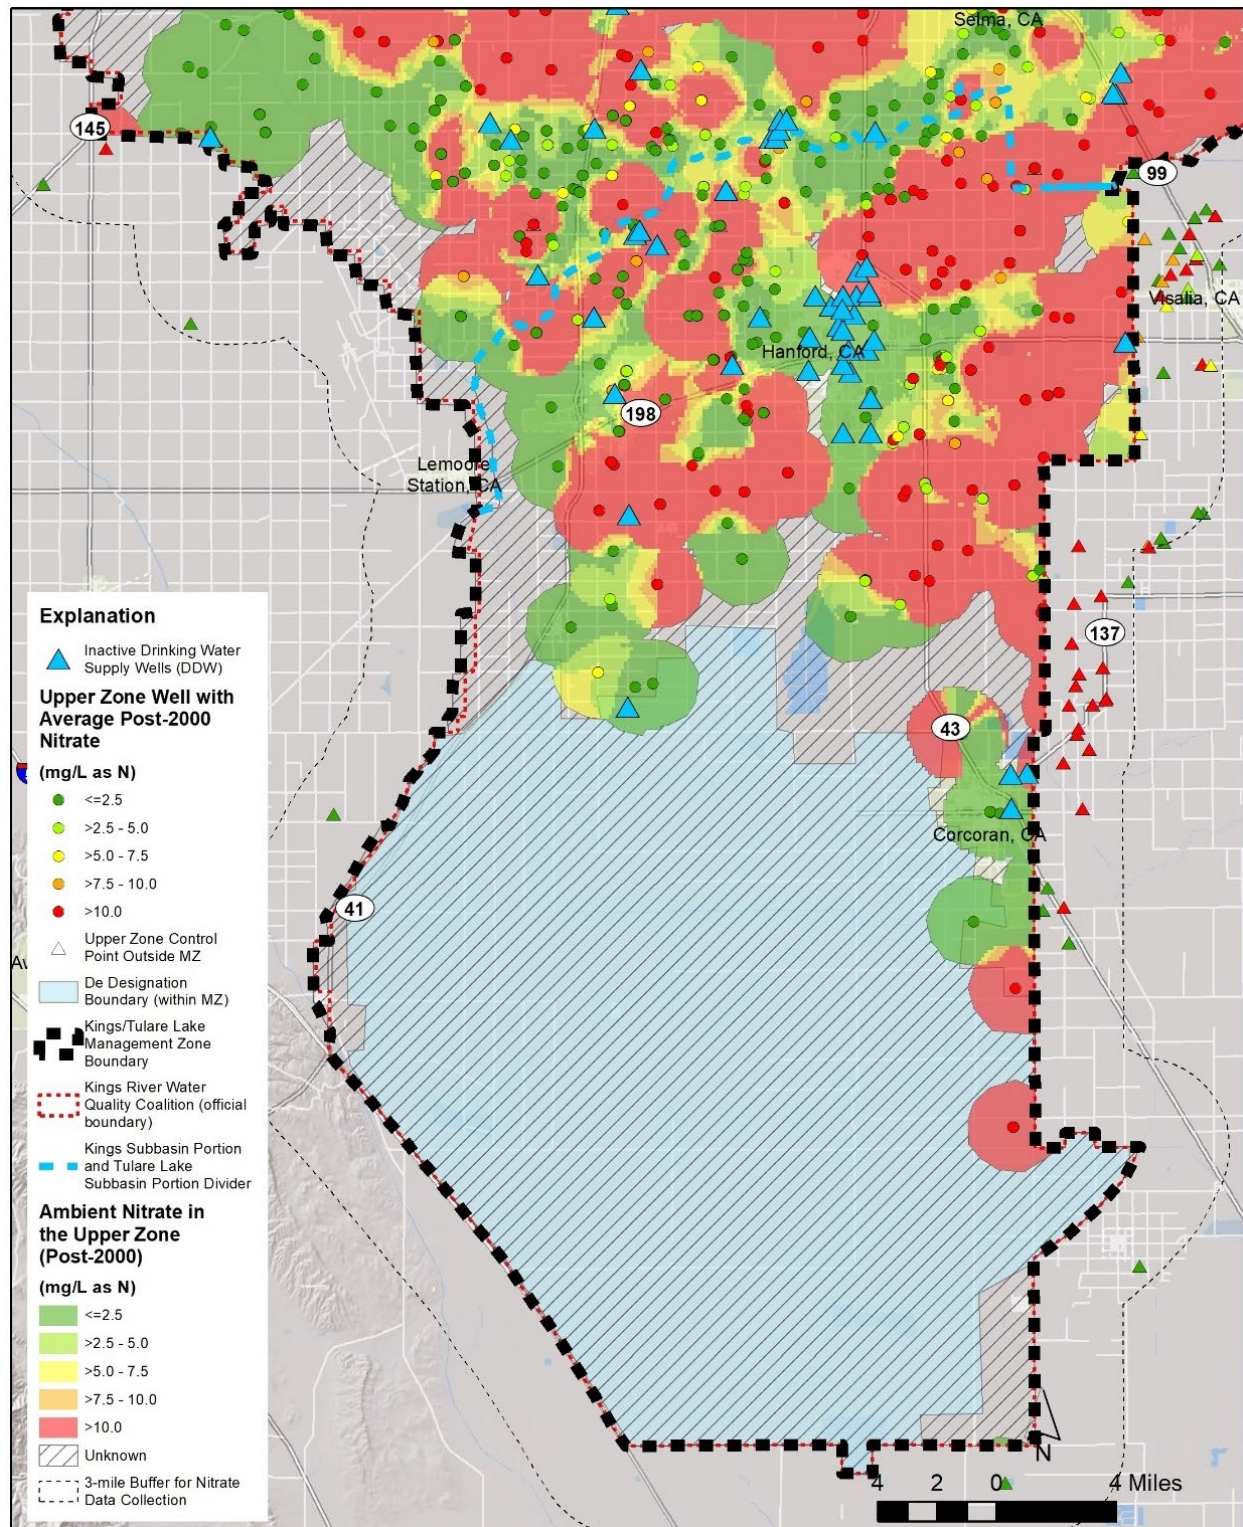 Selma, CA
145
99
Visalia, CA
Hanford, CA
198
Lemoore
Station, CA
137
43
Corcoran, CA
41
Av
Explanation
Inactive Drinking Water
Supply Wells (DDW)
Upper Zone Well with
Average Post-2000
Nitrate
(mg/L as N)
<=2.5
>2.5 - 5.0
>5.0 - 7.5
>7.5 - 10.0
>10.0
Upper Zone Control
Point Outside MZ
De Designation
Boundary (within MZ)
Kings/Tulare Lake
Management Zone
Boundary
Kings River Water
Quality Coalition (official
boundary)
Kings Subbasin Portion
and Tulare Lake
Subbasin Portion Divider
Ambient Nitrate in
the Upper Zone
(Post-2000)
(mg/L as N)
<=2.5
>2.5 - 5.0
>5.0 - 7.5
>7.5 - 10.0
>10.0
Unknown
3-mile Buffer for Nitrate
Data Collection
N
4 2 0 4 Miles